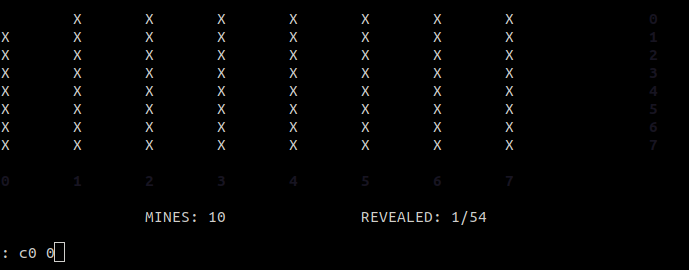 X X X X X X X 0
X X X X X X X X 1
X X X X X X X X 2
X X X X X X X X 3
X X X X X X X X 4
X X X X X X X X 5
X X X X X X X X 6
X X X X X X X X 7
0 1 2 3 4 5 6 7
MINES: 10 REVEALED: 1/54
: c0 0